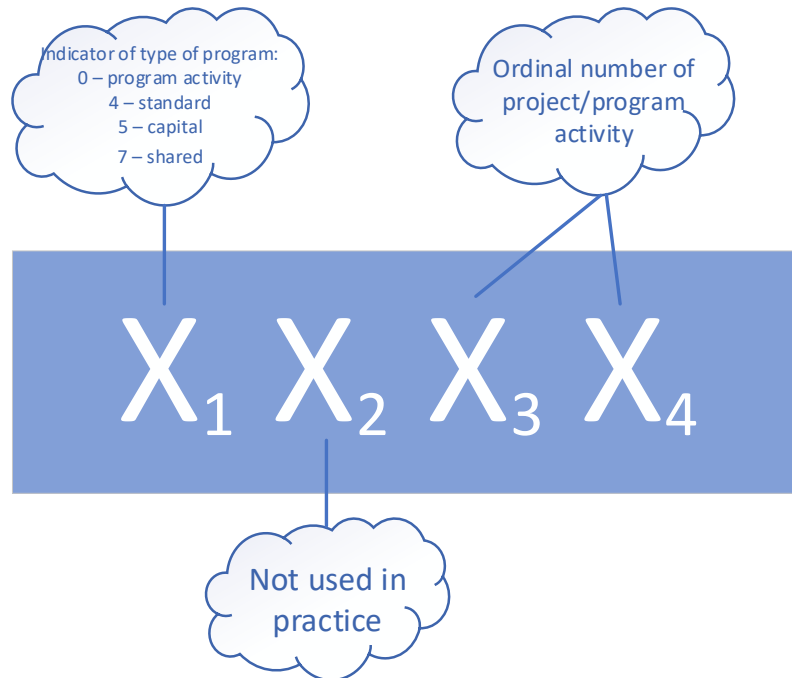 Indicator of type of program:
0 – program activity
4 – standard
5 – capital
7 – shared
Ordinal number of
project/program
activity
X1 X2 X3 X4
Not used in
practice